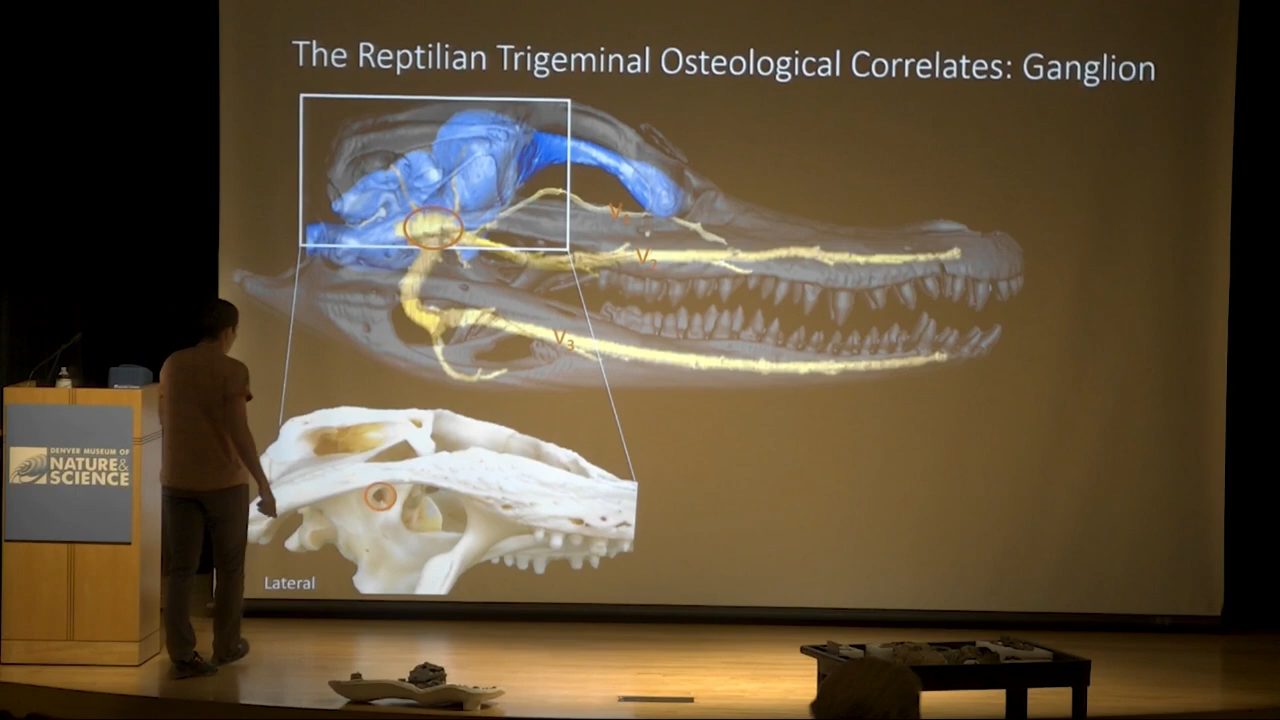 The Reptilian Trigeminal Osteological Correlates: Ganglion
V₁
V₂
V₃
DENVER MUSEUM OF
NATURE&
SCIENCE
Lateral